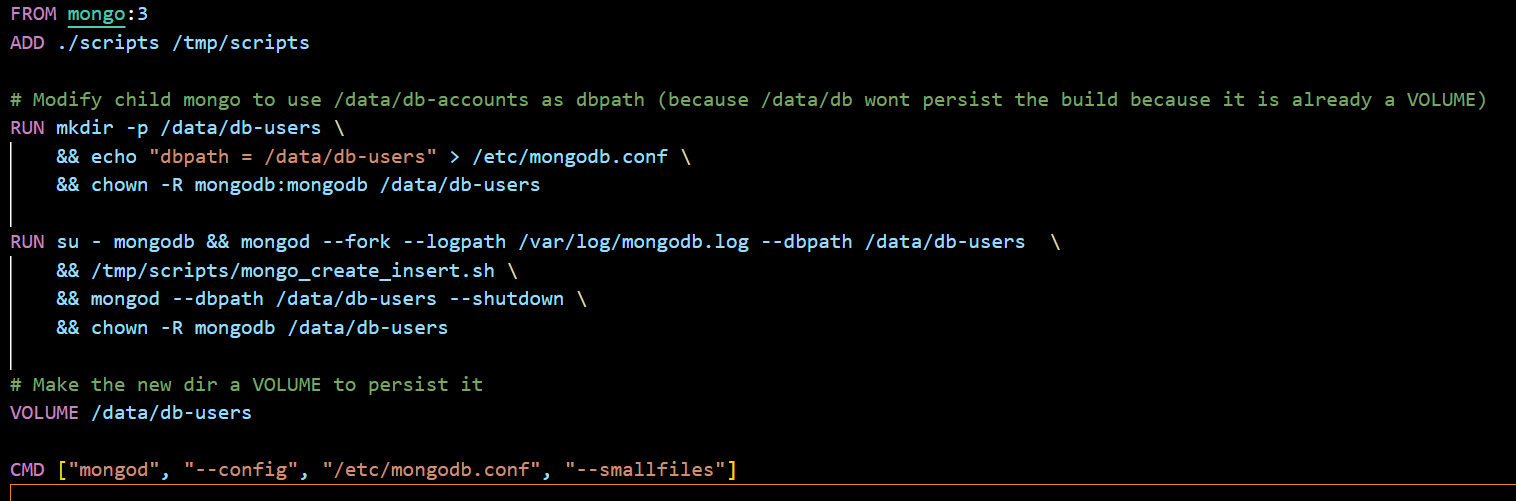 FROM mongo:3
ADD ./scripts /tmp/scripts
# Modify child mongo to use /data/db-accounts as dbpath (because /data/db wont persist the build because it is already a VOLUME)
RUN mkdir -p /data/db-users \
    && echo "dbpath = /data/db-users" > /etc/mongodb.conf \
    && chown -R mongodb:mongodb /data/db-users
RUN su - mongodb && mongod --fork --logpath /var/log/mongodb.log --dbpath /data/db-users  \
    && /tmp/scripts/mongo_create_insert.sh \
    && mongod --dbpath /data/db-users --shutdown \
    && chown -R mongodb /data/db-users
# Make the new dir a VOLUME to persist it
VOLUME /data/db-users
CMD ["mongod", "--config", "/etc/mongodb.conf", "--smallfiles"]